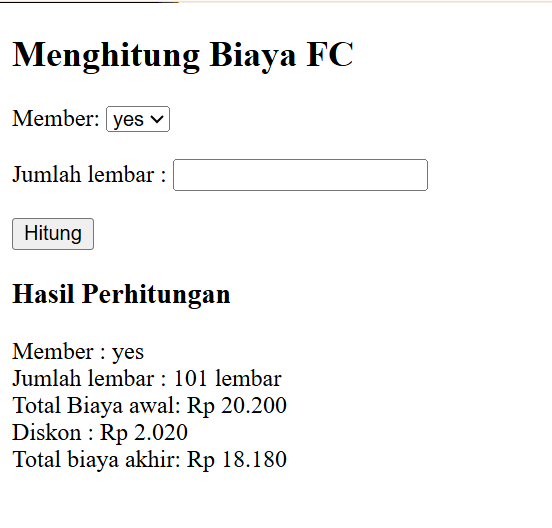 Menghitung Biaya FC
Member: yes
Jumlah lembar :
Hitung
Hasil Perhitungan
Member : yes
Jumlah lembar : 101 lembar
Total Biaya awal: Rp 20.200
Diskon : Rp 2.020
Total biaya akhir: Rp 18.180